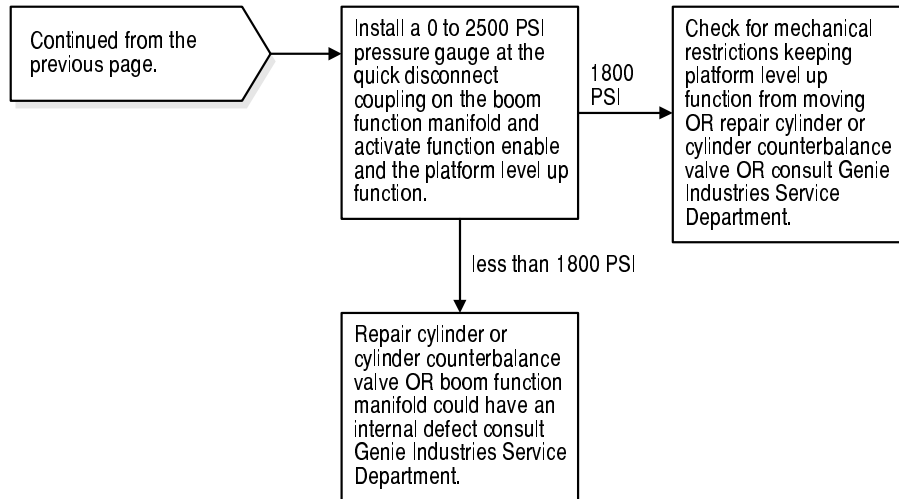 Continued from the
previous page.
Install a 0 to 2500 PSI
pressure gauge at the
quick disconnect
coupling on the boom
function manifold and
activate function enable
and the platform level up
function.
1800
PSI
Check for mechanical
restrictions keeping
platform level up
function from moving
OR repair cylinder or
cylinder counterbalance
valve OR consult Genie
Industries Service
Department.
less than 1800 PSI
Repair cylinder or
cylinder counterbalance
valve OR boom function
manifold could have an
internal defect consult
Genie Industries Service
Department.